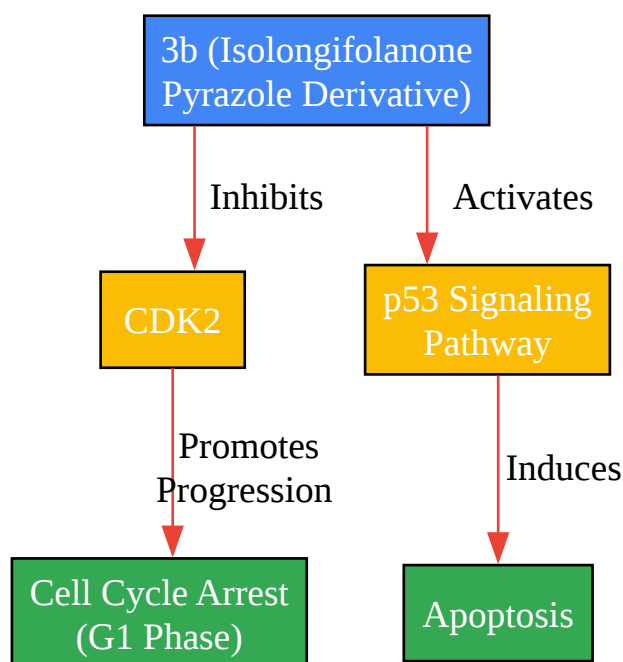 3b (Isolongifolanone
Pyrazole Derivative)
Inhibits
Activates
CDK2
p53 Signaling
Pathway
Promotes
Progression
Induces
Cell Cycle Arrest
(G1 Phase)
Apoptosis